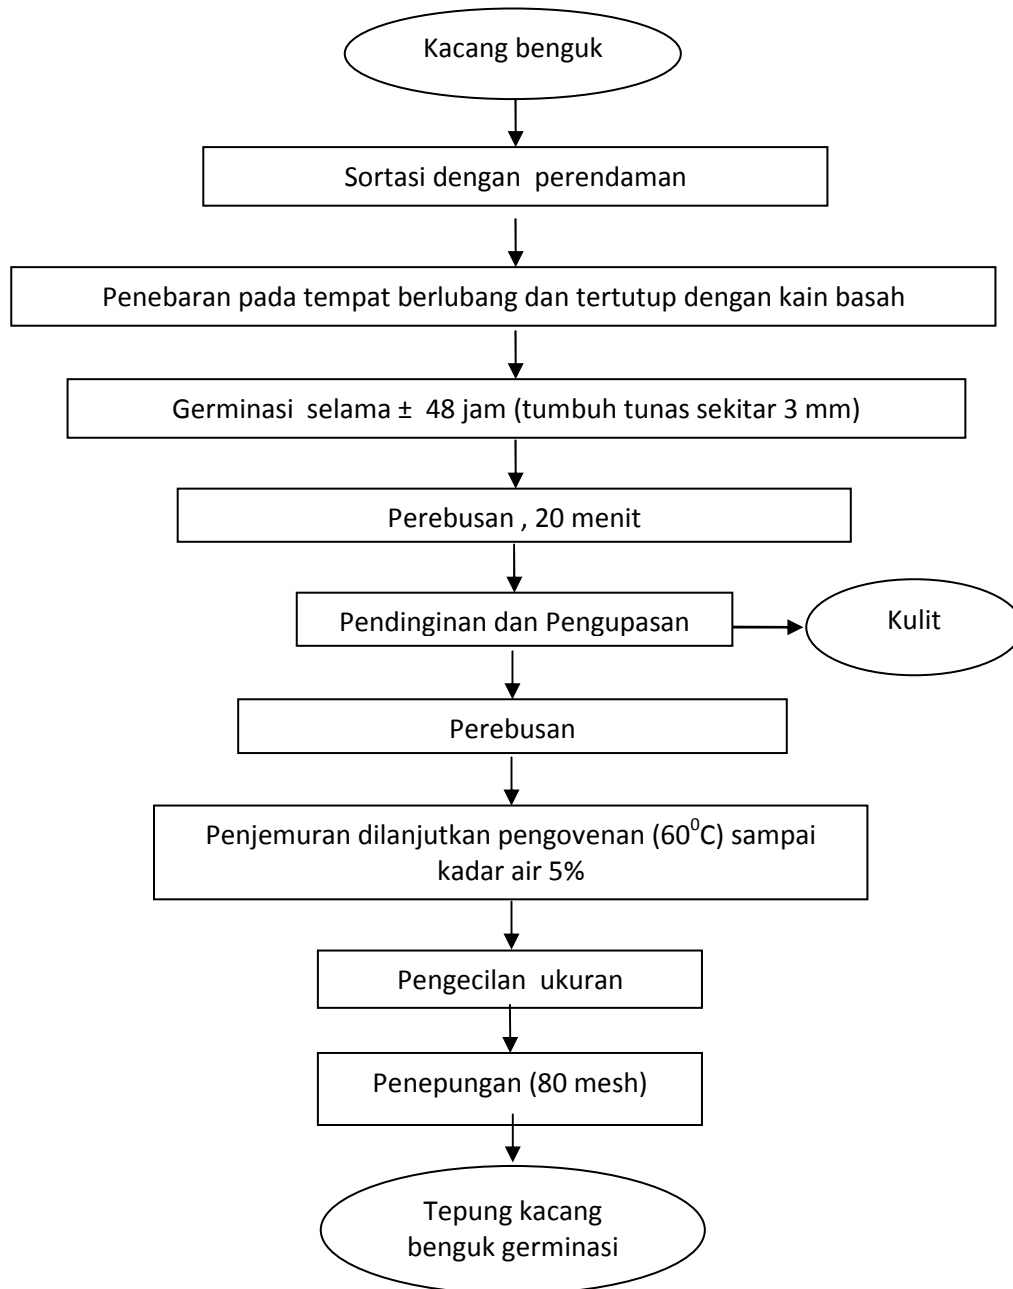 Kacang benguk
Sortasi dengan  perendaman
Penebaran pada tempat berlubang dan tertutup dengan kain basah
Germinasi  selama ±  48 jam (tumbuh tunas sekitar 3 mm)
Perebusan , 20 menit
Pendinginan dan Pengupasan
Kulit
Perebusan
Penjemuran dilanjutkan pengovenan (60⁰C) sampai
kadar air 5%
Pengecilan  ukuran
Penepungan (80 mesh)
Tepung kacang
benguk germinasi